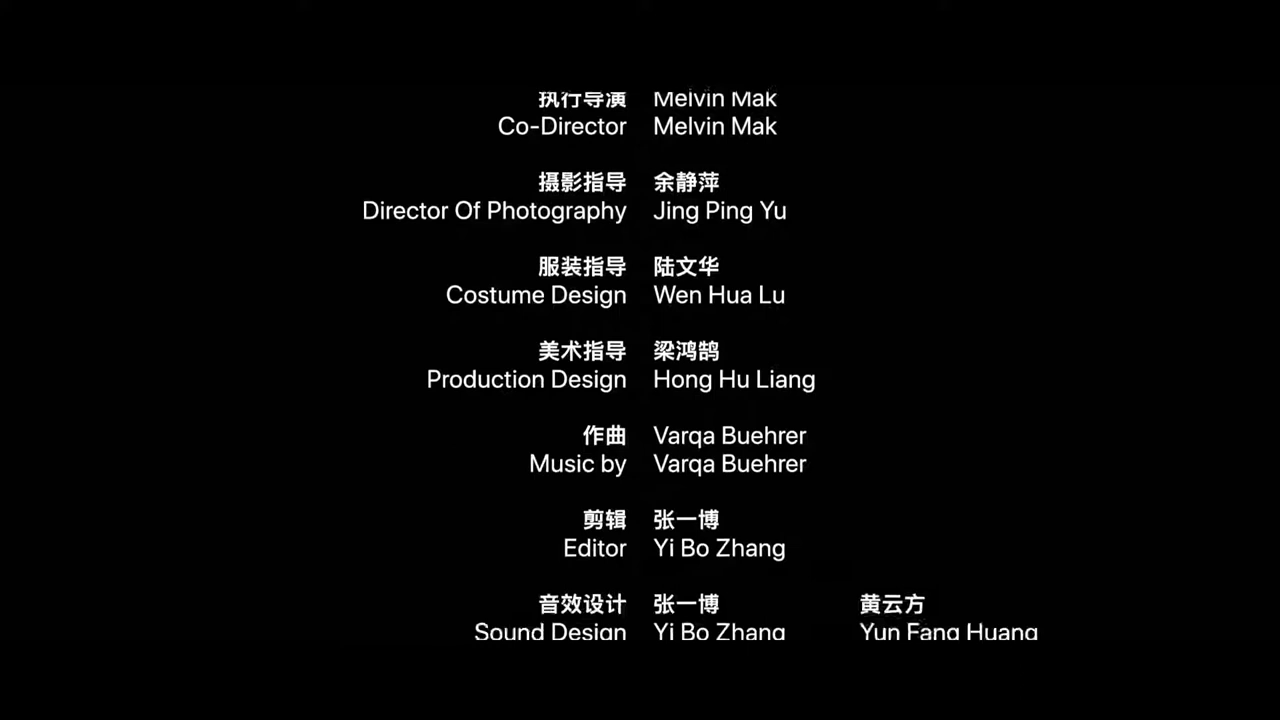 执行导演 Melvin Mak
Co-Director Melvin Mak
摄影指导 余静萍
Director Of Photography Jing Ping Yu
服装指导 陆文华
Costume Design Wen Hua Lu
美术指导 梁鸿鹄
Production Design Hong Hu Liang
作曲 Varqa Buehrer
Music by Varqa Buehrer
剪辑 张一博
Editor Yi Bo Zhang
音效设计 张一博 黄云方
Sound Design Yi Bo Zhang Yun Fang Huang